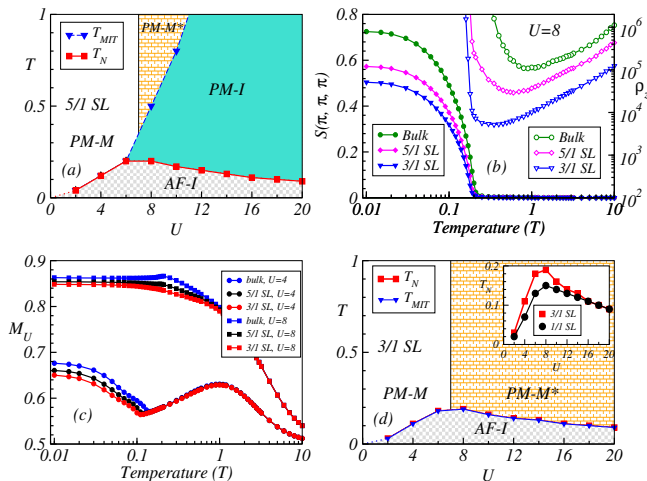 1
T
0.5
0
T_MIT
T_N
PM-M*
PM-I
5/1 SL
PM-M
(a)
AF-I
0 4 8 12 16 20
U
0.8
S(π, π, π)
0.6
0.4
0.2
0
U=8
10^6
10^5
10^4
10^3
10^2
Bulk
5/1 SL
3/1 SL
(b)
Bulk
5/1 SL
3/1 SL
0.01 0.1 1 10
Temperature (T)
0.9
M_U
0.8
0.7
0.6
0.5
bulk, U=4
5/1 SL, U=4
3/1 SL, U=4
bulk, U=8
5/1 SL, U=8
3/1 SL, U=8
(c)
0.01 0.1 1 10
Temperature (T)
1
T
0.5
0
T_N
T_MIT
3/1 SL
PM-M
PM-M*
(d)
AF-I
0.2
T_N
0.1
0
3/1 SL
1/1 SL
0 4 8 12 16 20
U
0 4 8 12 16 20
U